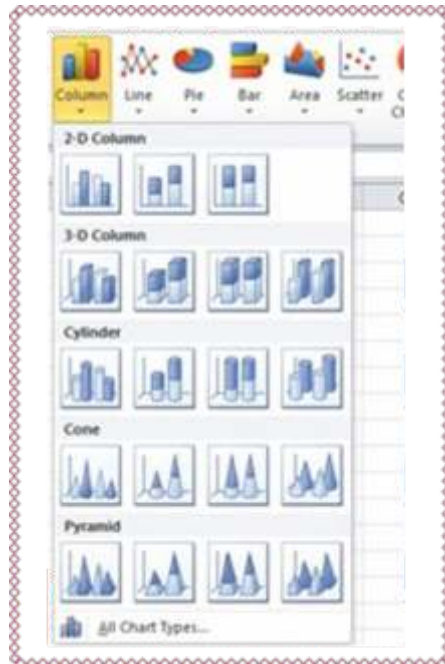 Column Line Pie Bar Area Scatter
2-D Column
3-D Column
Cylinder
Cone
Pyramid
All Chart Types...